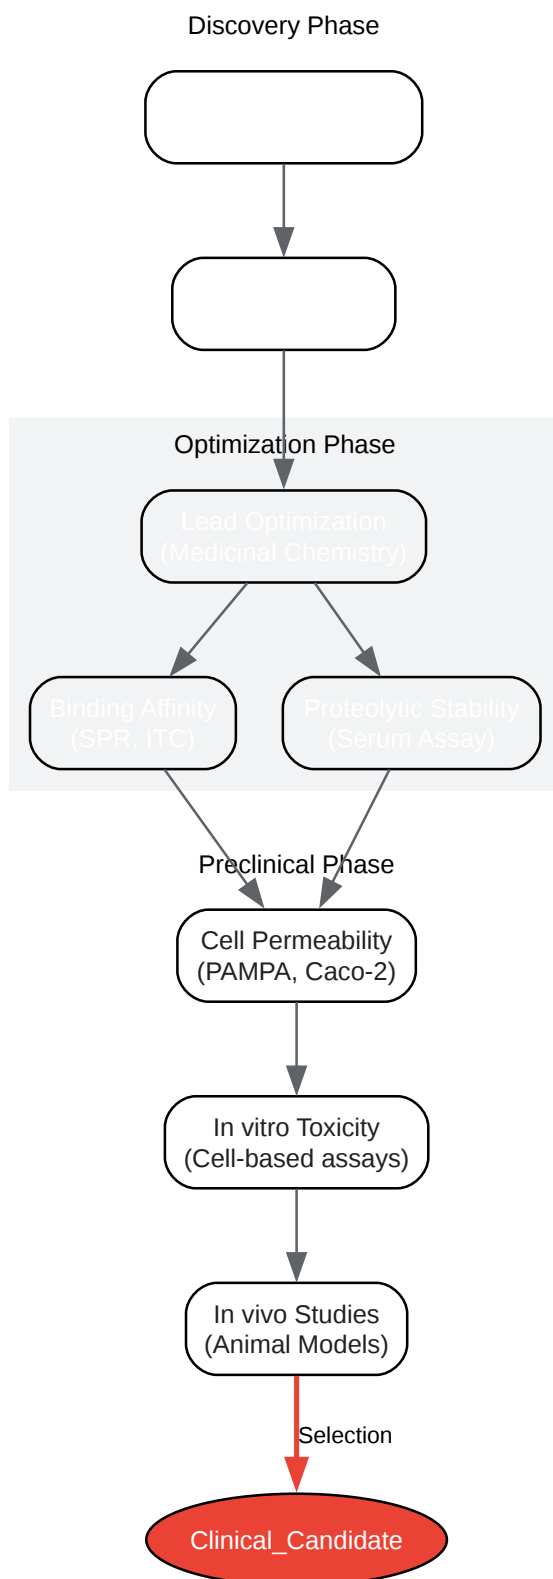 Discovery Phase
Optimization Phase
Lead Optimization
(Medicinal Chemistry)
Binding Affinity
(SPR, ITC)
Proteolytic Stability
(Serum Assay)
Preclinical Phase
Cell Permeability
(PAMPA, Caco-2)
In vitro Toxicity
(Cell-based assays)
In vivo Studies
(Animal Models)
Selection
Clinical_Candidate